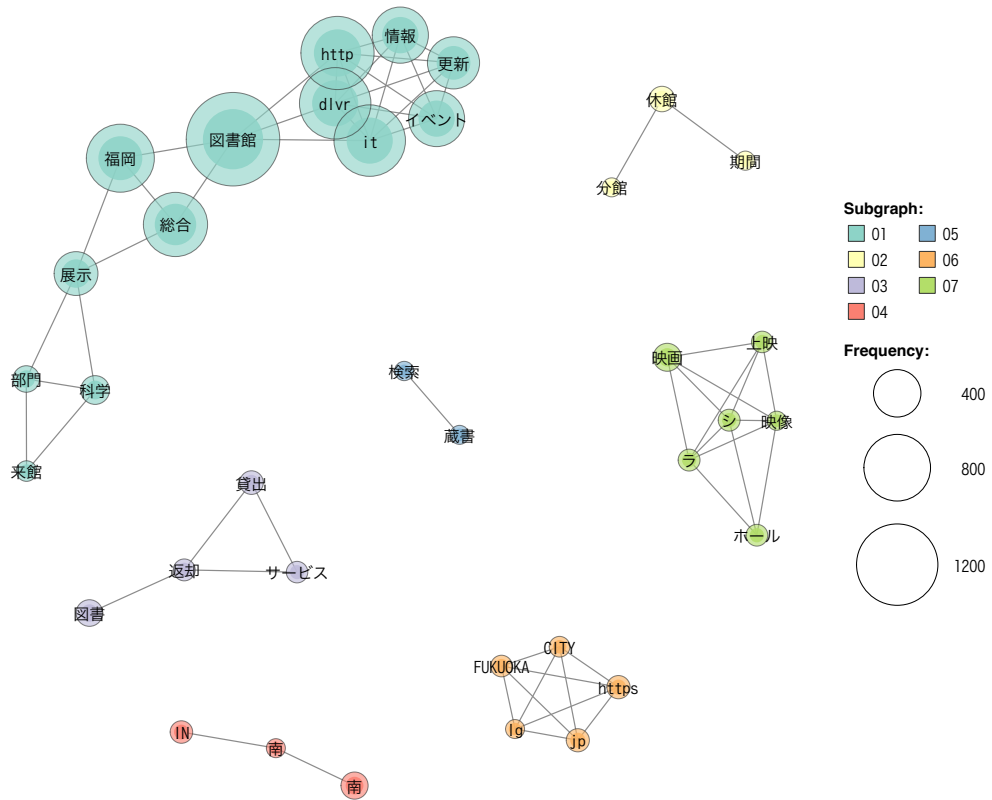 情報
http
更新
dlvr
イベント
it
図書館
福岡
総合
展示
部門
科学
来館
休館
期間
分館
検索
蔵書
上映
映画
シ
映像
ラ
ホール
貸出
返却
サービス
図書
CITY
FUKUOKA
https
lg
jp
IN
南
南
Subgraph:
01
05
02
06
03
07
04
Frequency:
400
800
1200